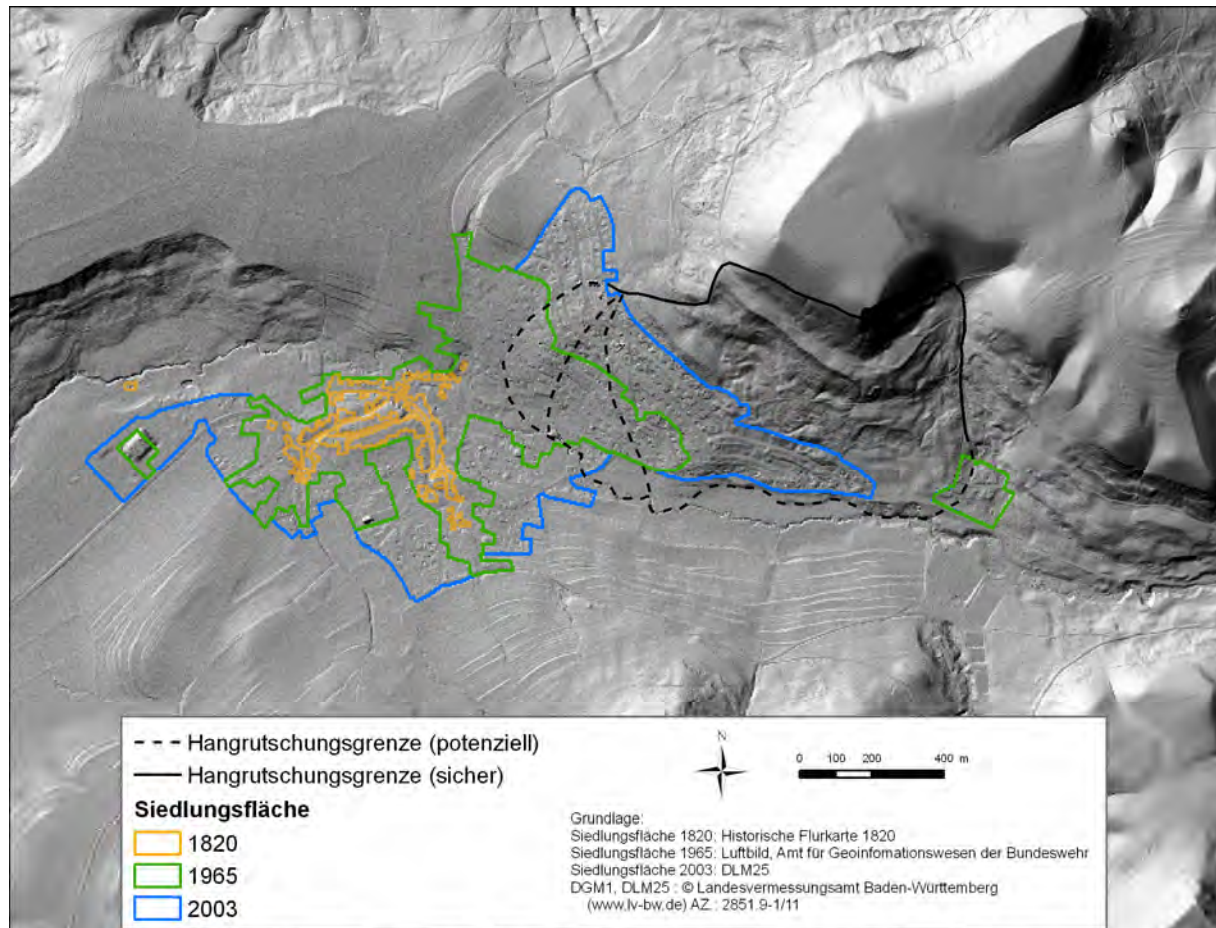 Hangrutschungsgrenze (potenziell)
Hangrutschungsgrenze (sicher)
Siedlungsfläche
1820
1965
2003
N
0 100 200 400 m
Grundlage:
Siedlungsfläche 1820: Historische Flurkarte 1820
Siedlungsfläche 1965: Luftbild, Amt für Geoinfomationswesen der Bundeswehr
Siedlungsfläche 2003: DLM25
DGM1, DLM25 : © Landesvermessungsamt Baden-Württemberg
(www.lv-bw.de) AZ.: 2851.9-1/11